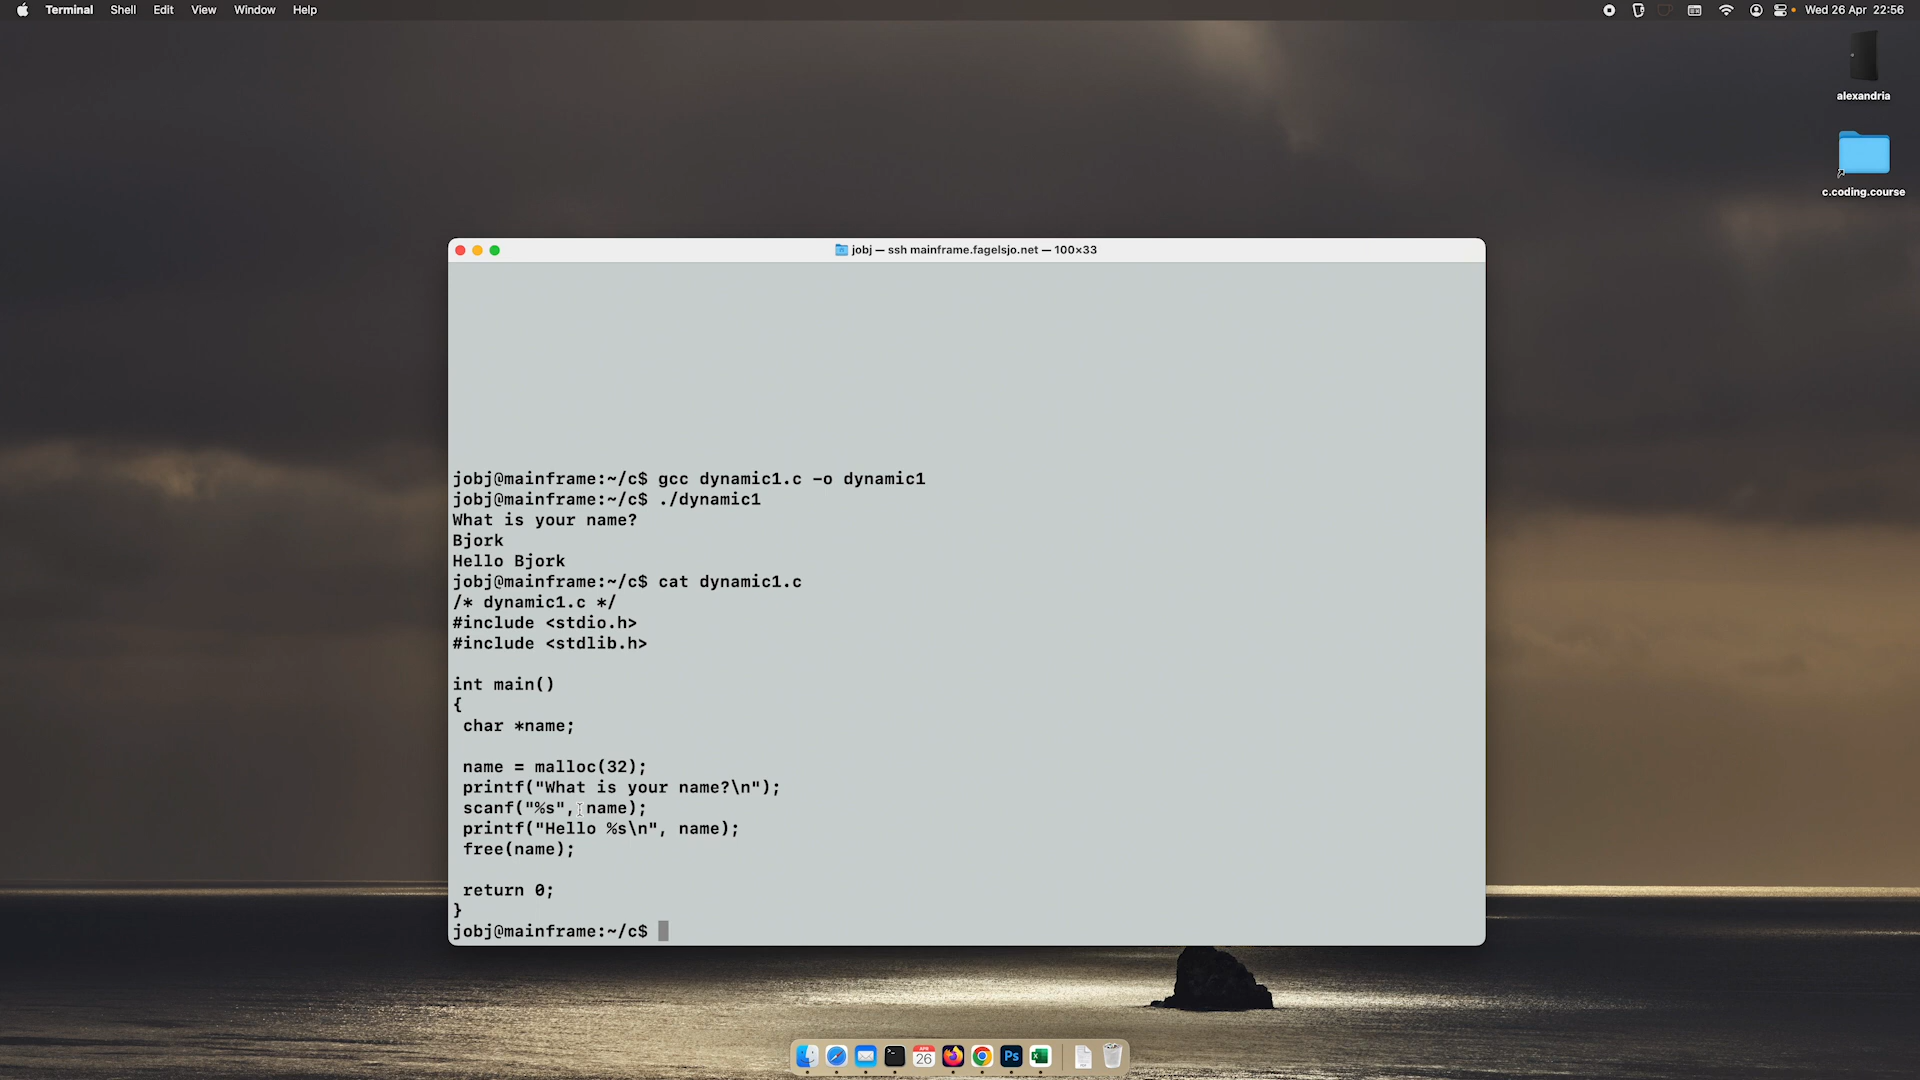 Terminal Shell Edit View Window Help Wed 26 Apr 22:56
alexandria
c.coding.course
jobj — ssh mainframe.fagelsjo.net — 100×33
jobj@mainframe:~/c$ gcc dynamic1.c -o dynamic1
jobj@mainframe:~/c$ ./dynamic1
What is your name?
Bjork
Hello Bjork
jobj@mainframe:~/c$ cat dynamic1.c
/* dynamic1.c */
#include <stdio.h>
#include <stdlib.h>
int main()
{
char *name;
name = malloc(32);
printf("What is your name?\n");
scanf("%s", name);
printf("Hello %s\n", name);
free(name);
return 0;
}
jobj@mainframe:~/c$
APR
26
Ps